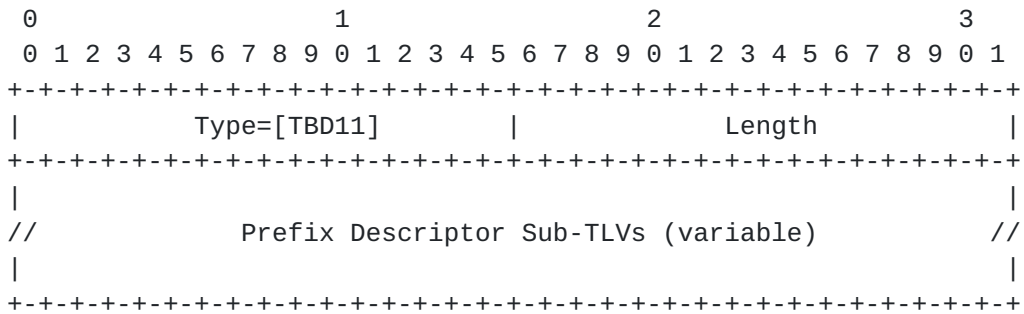 0                   1                   2                   3
 0 1 2 3 4 5 6 7 8 9 0 1 2 3 4 5 6 7 8 9 0 1 2 3 4 5 6 7 8 9 0 1
+-+-+-+-+-+-+-+-+-+-+-+-+-+-+-+-+-+-+-+-+-+-+-+-+-+-+-+-+-+-+-+-+
|           Type=[TBD11]        |             Length            |
+-+-+-+-+-+-+-+-+-+-+-+-+-+-+-+-+-+-+-+-+-+-+-+-+-+-+-+-+-+-+-+-+
|                                                               |
//             Prefix Descriptor Sub-TLVs (variable)           //
|                                                               |
+-+-+-+-+-+-+-+-+-+-+-+-+-+-+-+-+-+-+-+-+-+-+-+-+-+-+-+-+-+-+-+-+